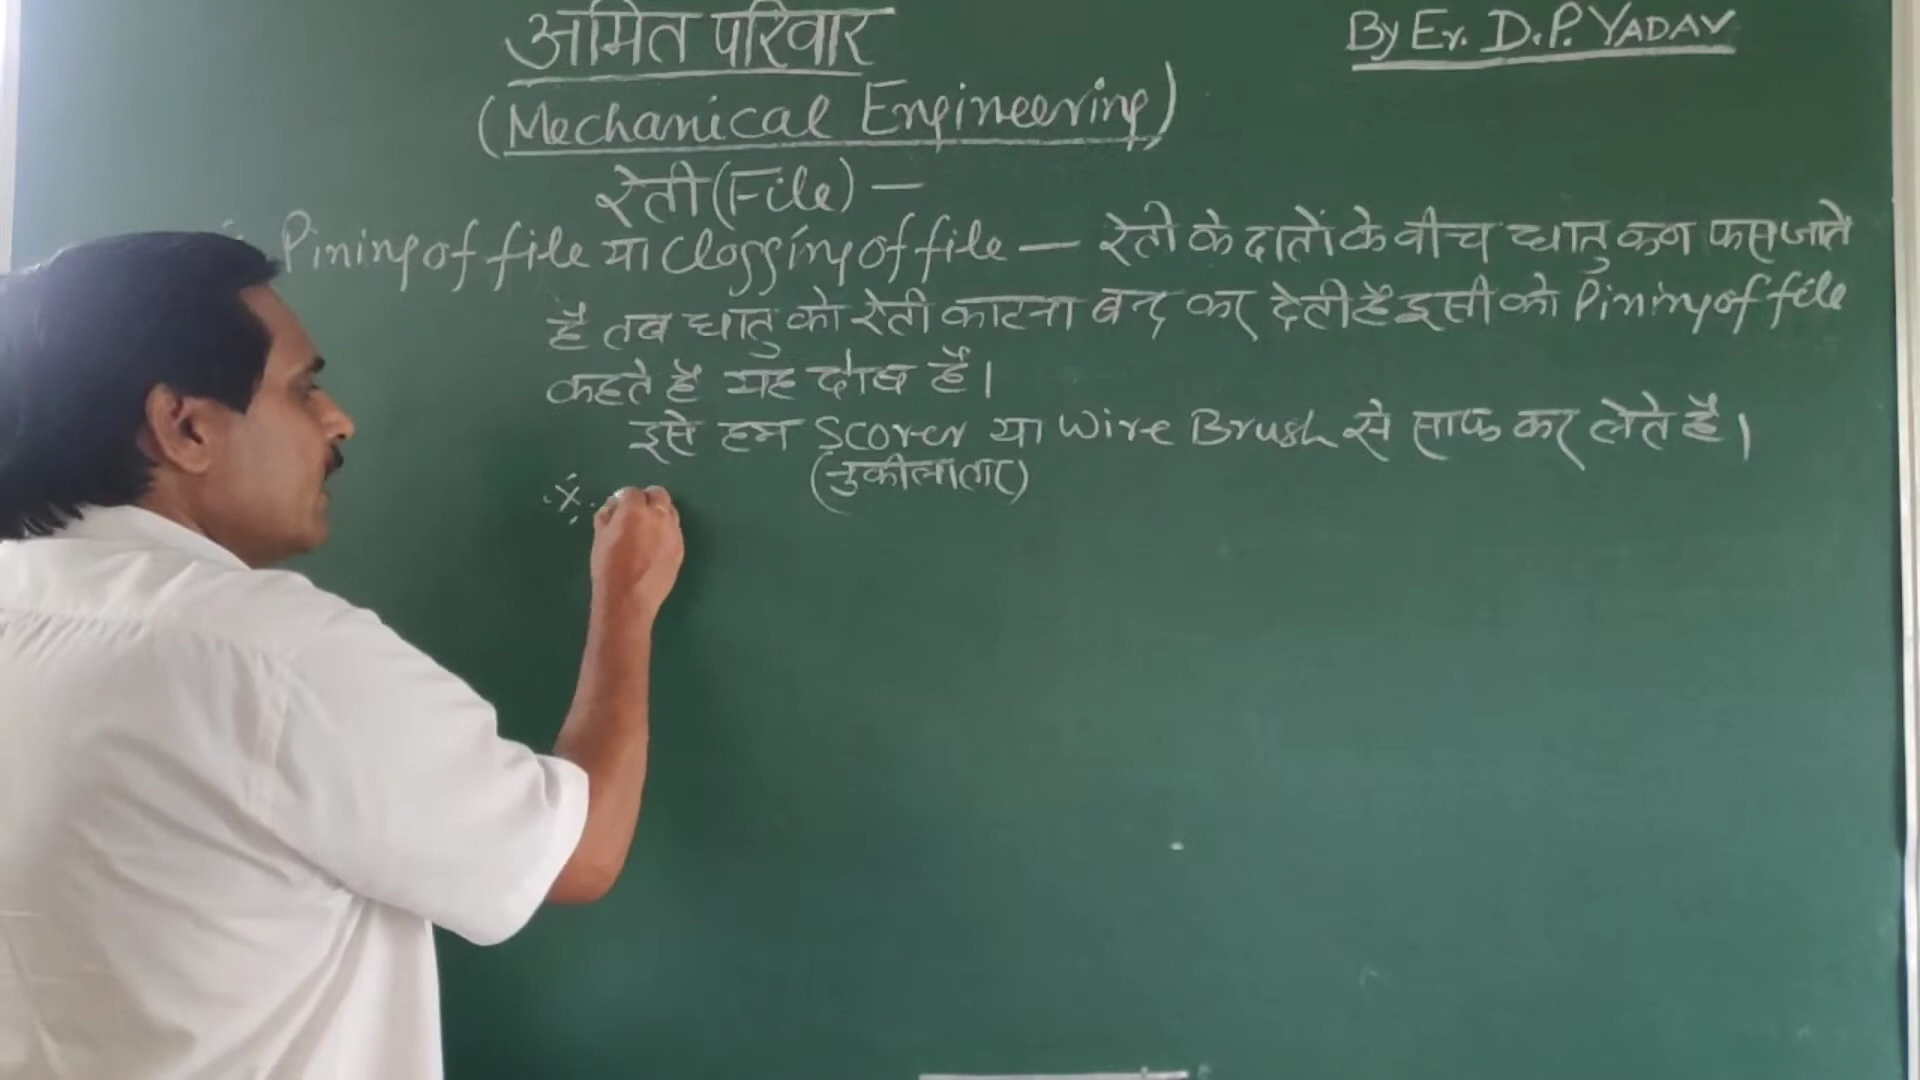 अमित परिवार
By Er. D.P. YADAV
(Mechanical Engineering)
रेती (File) —
Pining of file या Clogging of file — रेती के दातों के बीच धातु कण फस जाते
है तब धातु को रेती काटना बन्द कर देती है इसी को Pining of file
कहते है यह दोष है।
इसे हम Scorer या Wire Brush से साफ कर लेते है।
(नुकीला तार)